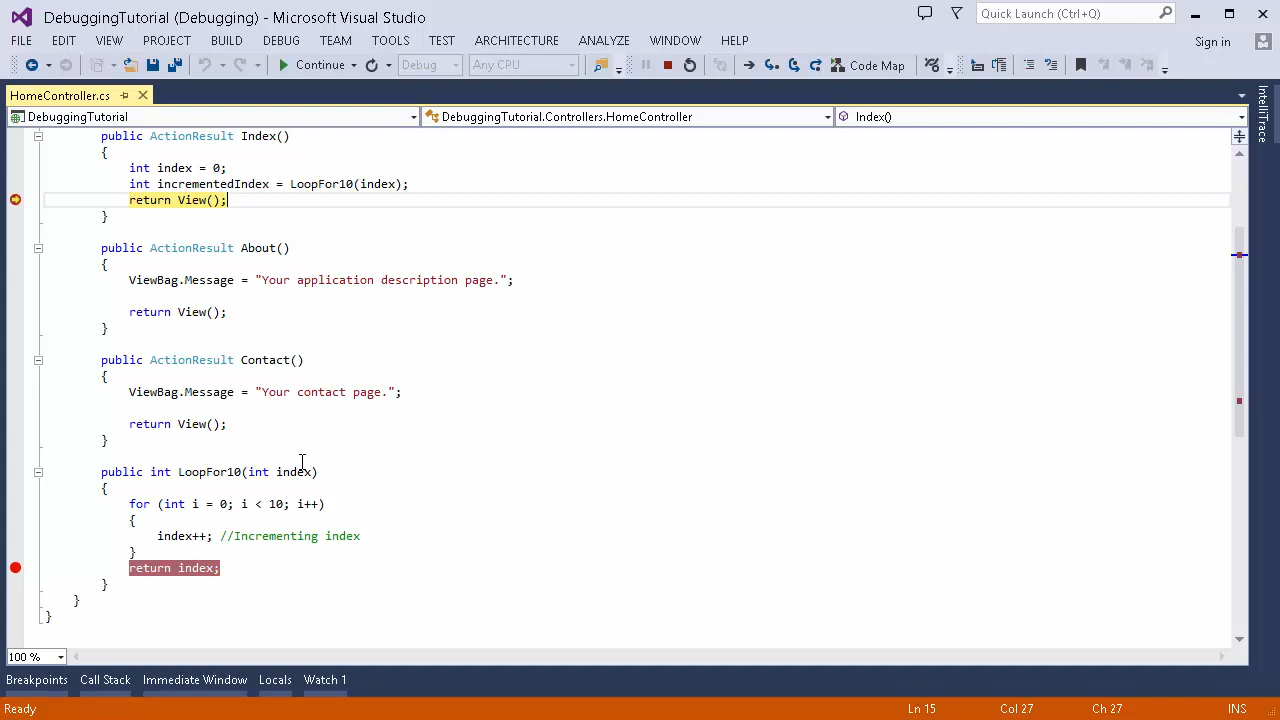 DebuggingTutorial (Debugging) - Microsoft Visual Studio
Quick Launch (Ctrl+Q)
FILE EDIT VIEW PROJECT BUILD DEBUG TEAM TOOLS TEST ARCHITECTURE ANALYZE WINDOW HELP
Sign in
Continue Debug Any CPU Code Map
HomeController.cs
DebuggingTutorial DebuggingTutorial.Controllers.HomeController Index()
IntelliTrace
public ActionResult Index()
{
int index = 0;
int incrementedIndex = LoopFor10(index);
return View();
}
public ActionResult About()
{
ViewBag.Message = "Your application description page.";
return View();
}
public ActionResult Contact()
{
ViewBag.Message = "Your contact page.";
return View();
}
public int LoopFor10(int index)
{
for (int i = 0; i < 10; i++)
{
index++; //Incrementing index
}
return index;
}
}
}
100 %
Breakpoints Call Stack Immediate Window Locals Watch 1
Ready Ln 15 Col 27 Ch 27 INS